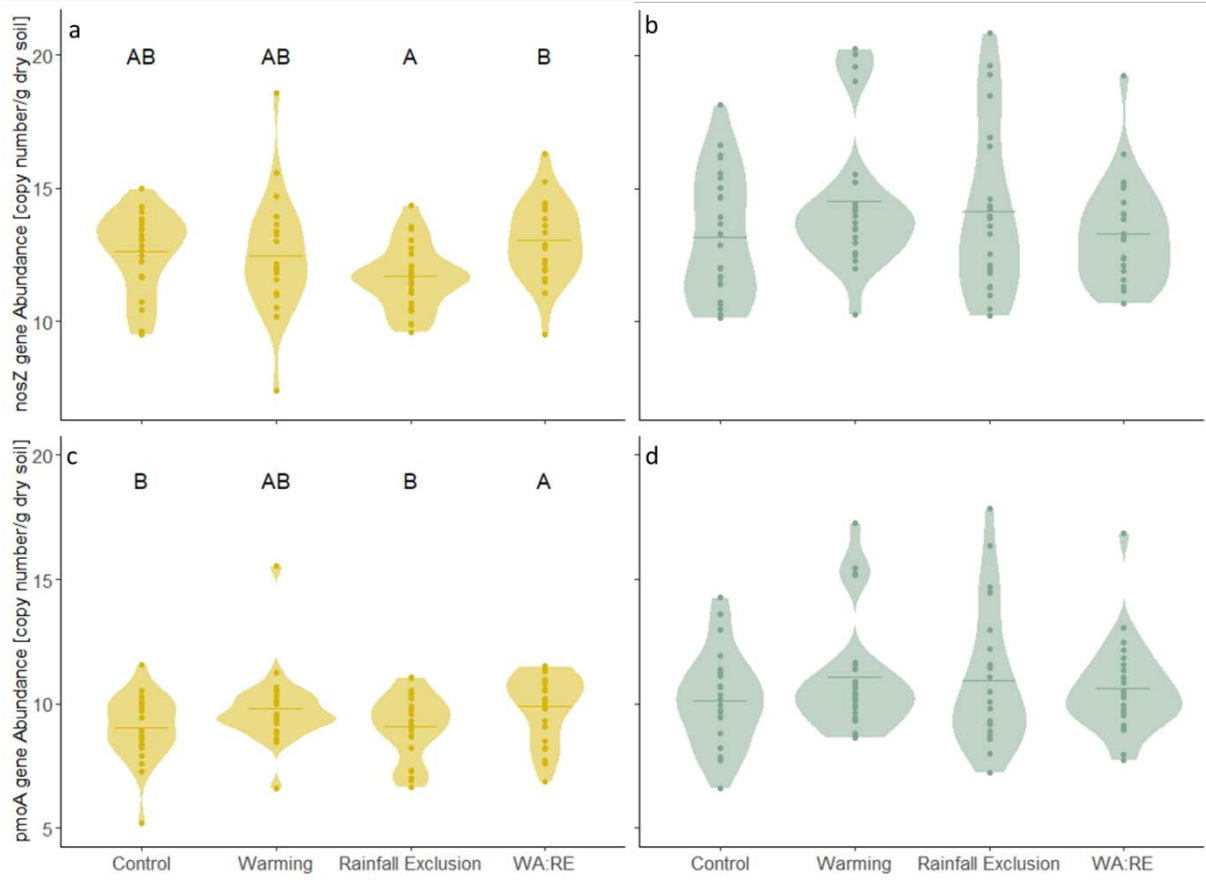 a
b
AB AB A B
20
15
10
nosZ gene Abundance [copy number/g dry soil]
c
d
B AB B A
20
15
10
5
pmoA gene Abundance [copy number/g dry soil]
Control Warming Rainfall Exclusion WA:RE
Control Warming Rainfall Exclusion WA:RE